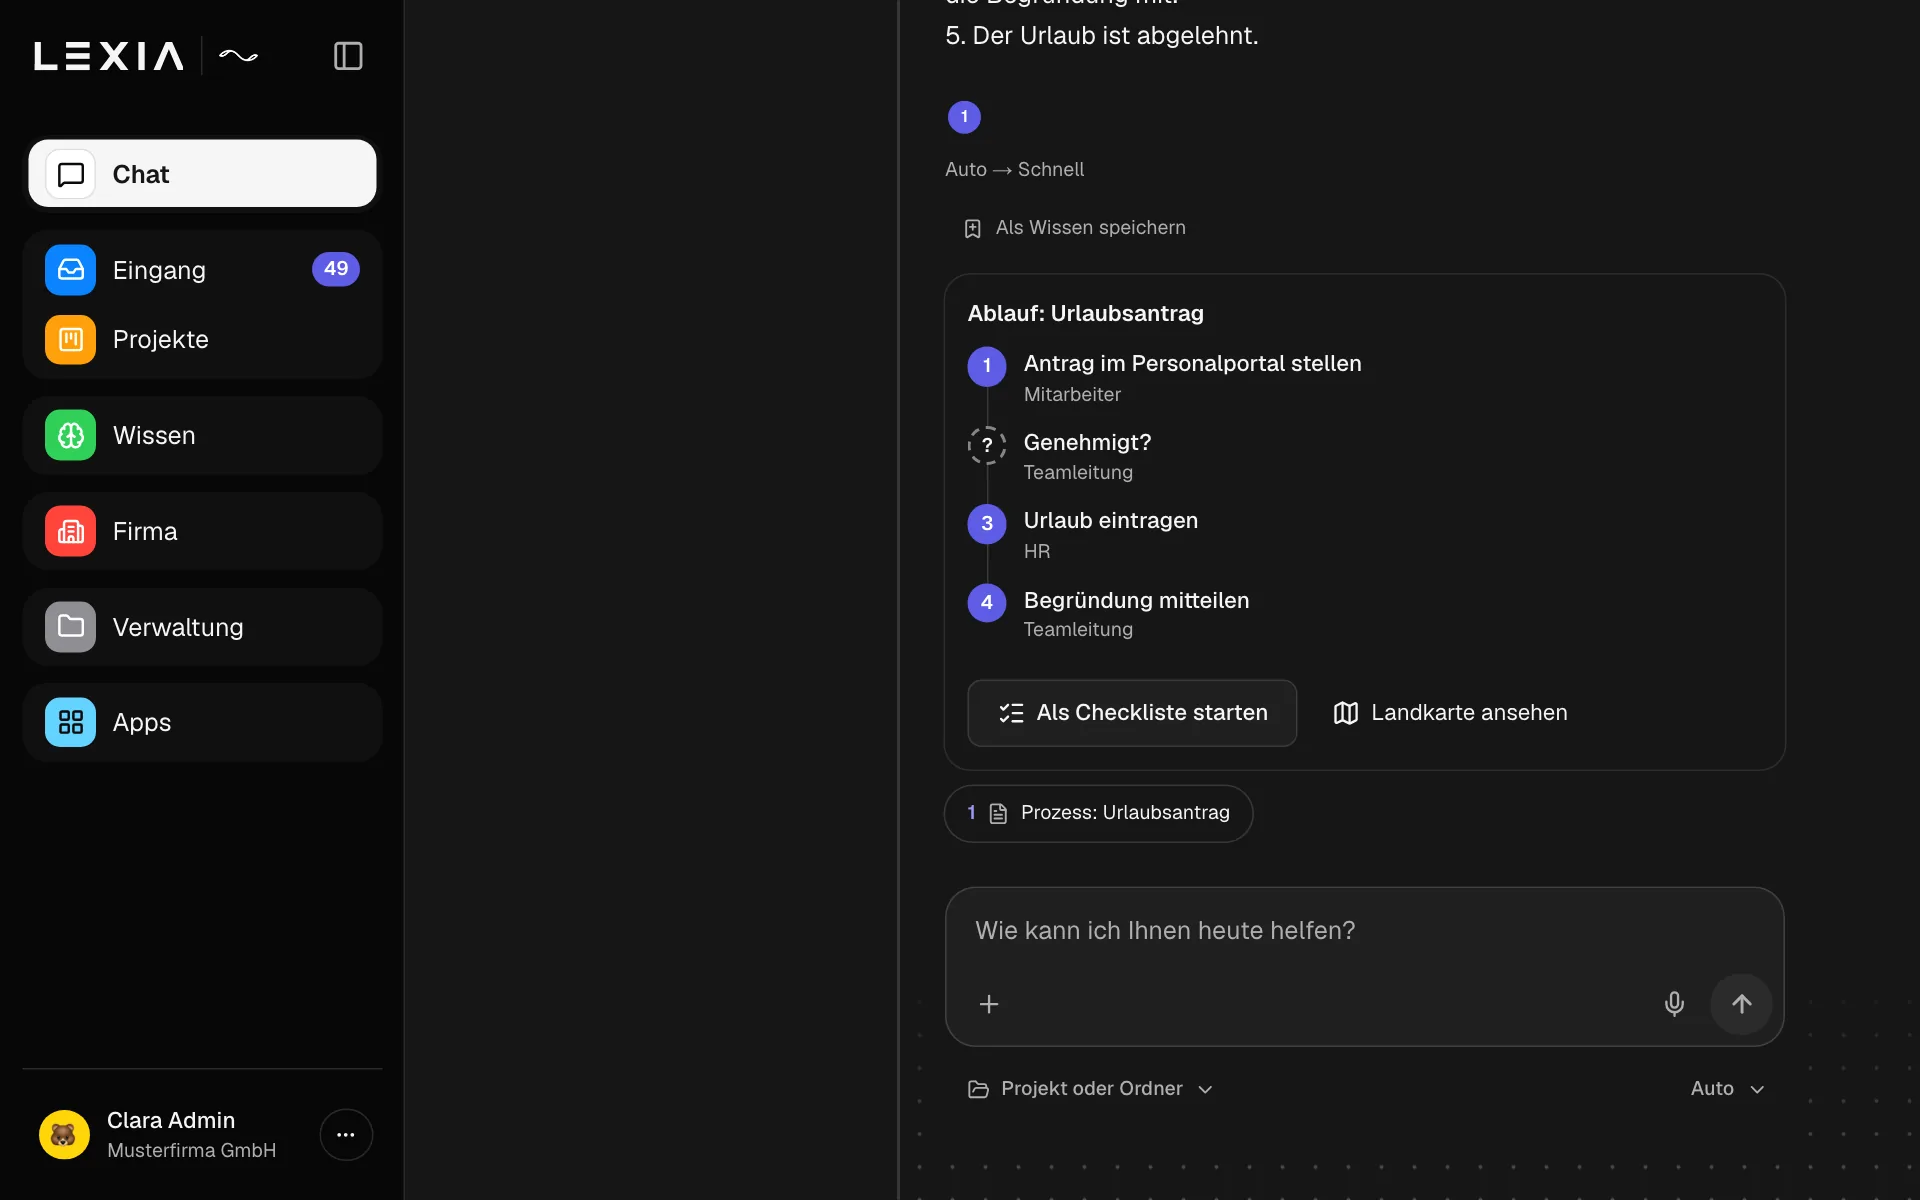 LEXIA
Chat
Eingang
49
Projekte
Wissen
Firma
Verwaltung
Apps
Clara Admin
Musterfirma GmbH
die Begründung mit.
5. Der Urlaub ist abgelehnt.
1
Auto → Schnell
Als Wissen speichern
Ablauf: Urlaubsantrag
1
Antrag im Personalportal stellen
Mitarbeiter
?
Genehmigt?
Teamleitung
3
Urlaub eintragen
HR
4
Begründung mitteilen
Teamleitung
Als Checkliste starten
Landkarte ansehen
1 Prozess: Urlaubsantrag
Wie kann ich Ihnen heute helfen?
Projekt oder Ordner
Auto